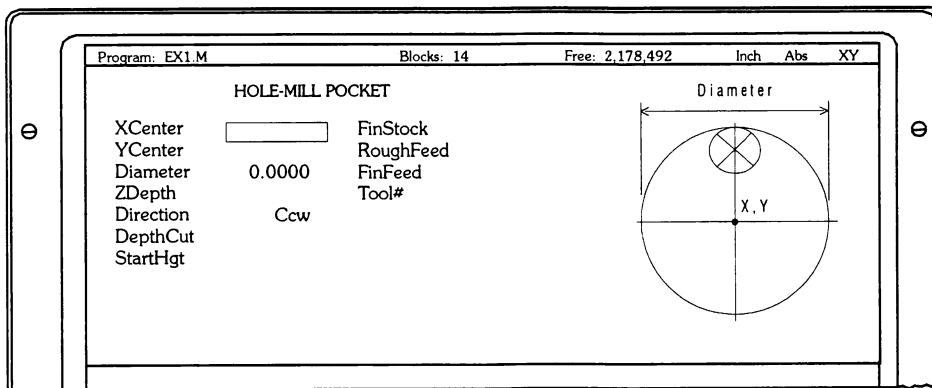 Program: EX1.M Blocks: 14 Free: 2,178,492 Inch Abs XY
HOLE-MILL POCKET
XCenter
YCenter
Diameter 0.0000
ZDepth
Direction Ccw
DepthCut
StartHgt
FinStock
RoughFeed
FinFeed
Tool#
Diameter
X, Y